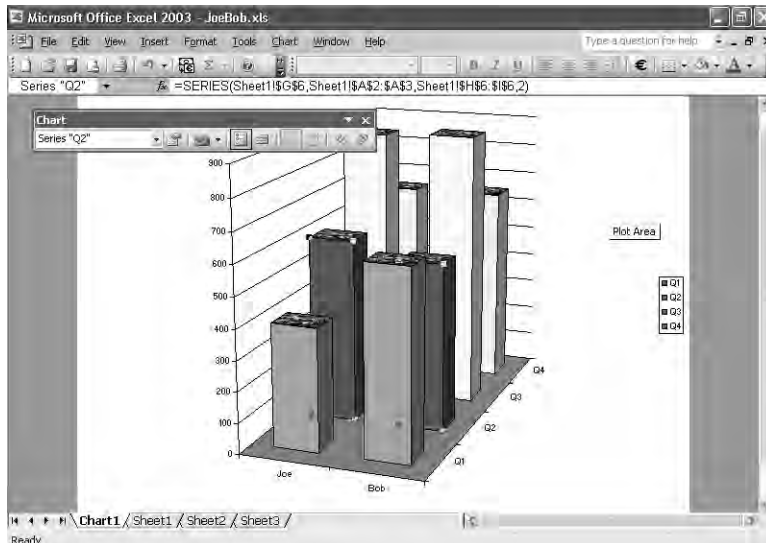 Microsoft Office Excel 2003 - JoeBob.xls
File Edit View Insert Format Tools Chart Window Help
Type a question for help
Series "Q2" fx =SERIES(Sheet1!$G$6,Sheet1!$A$2:$A$3,Sheet1!$H$6:$I$6,2)
Chart
Series "Q2"
900
800
700
600
500
400
300
200
100
0
Joe
Bob
Q1
Q2
Q3
Q4
Plot Area
Q1
Q2
Q3
Q4
Chart1 / Sheet1 / Sheet2 / Sheet3 /
Ready